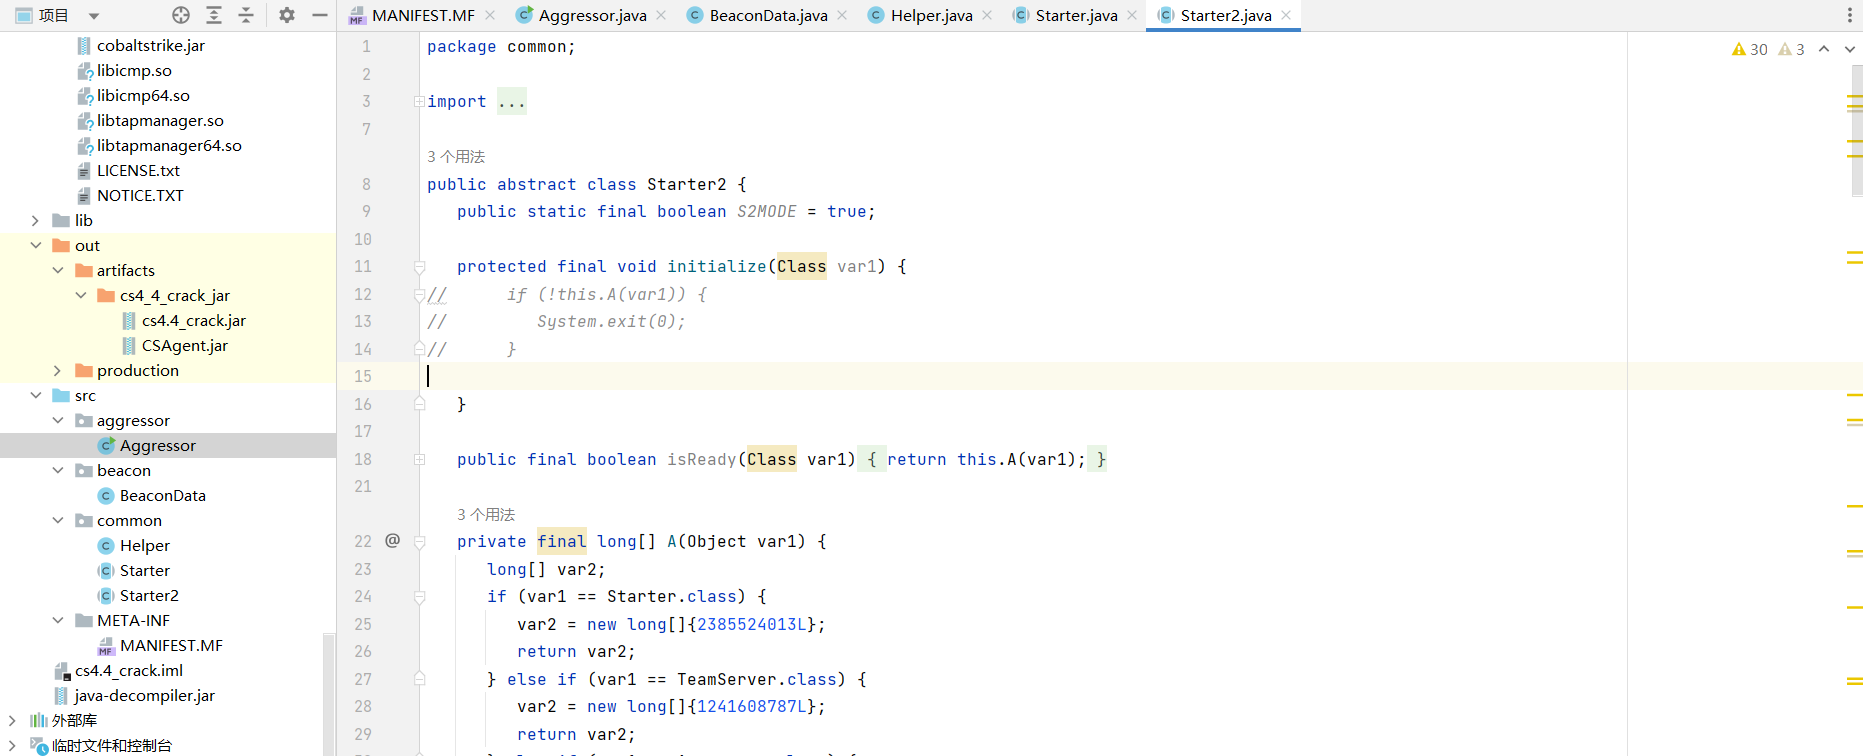 项目
MANIFEST.MF
Aggressor.java
BeaconData.java
Helper.java
Starter.java
Starter2.java
cobaltstrike.jar
libicmp.so
libicmp64.so
libtapmanager.so
libtapmanager64.so
LICENSE.txt
NOTICE.TXT
lib
out
artifacts
cs4_4_crack_jar
cs4.4_crack.jar
CSAgent.jar
production
src
aggressor
Aggressor
beacon
BeaconData
common
Helper
Starter
Starter2
META-INF
MANIFEST.MF
cs4.4_crack.iml
java-decompiler.jar
外部库
临时文件和控制台
30 3
1 package common;
2
3 import ...
7
3 个用法
8 public abstract class Starter2 {
9 public static final boolean S2MODE = true;
10
11 protected final void initialize(Class var1) {
12 // if (!this.A(var1)) {
13 // System.exit(0);
14 // }
15
16 }
17
18 public final boolean isReady(Class var1) { return this.A(var1); }
21
3 个用法
22 @ private final long[] A(Object var1) {
23 long[] var2;
24 if (var1 == Starter.class) {
25 var2 = new long[]{2385524013L};
26 return var2;
27 } else if (var1 == TeamServer.class) {
28 var2 = new long[]{1241608787L};
29 return var2;